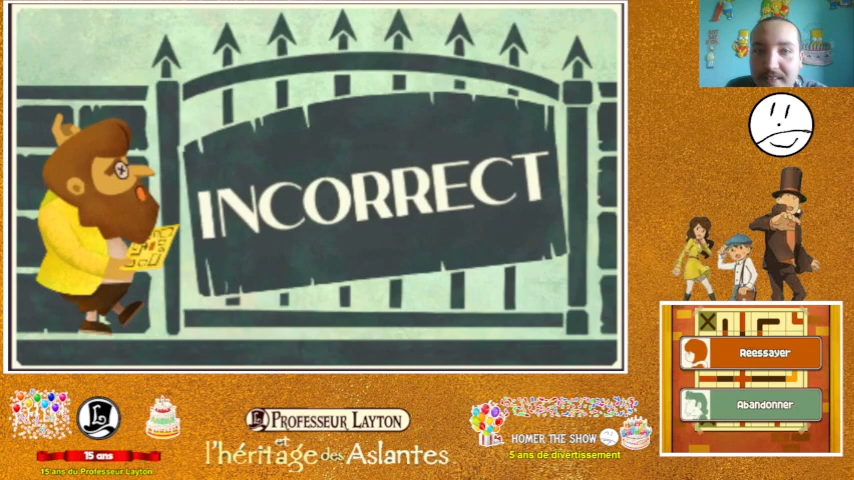 INCORRECT
Réessayer
Abandonner
L
15 ans
15 ans du Professeur Layton
L PROFESSEUR LAYTON
et
l'héritage des Aslantes
HOMER THE SHOW
5 ans de divertissement